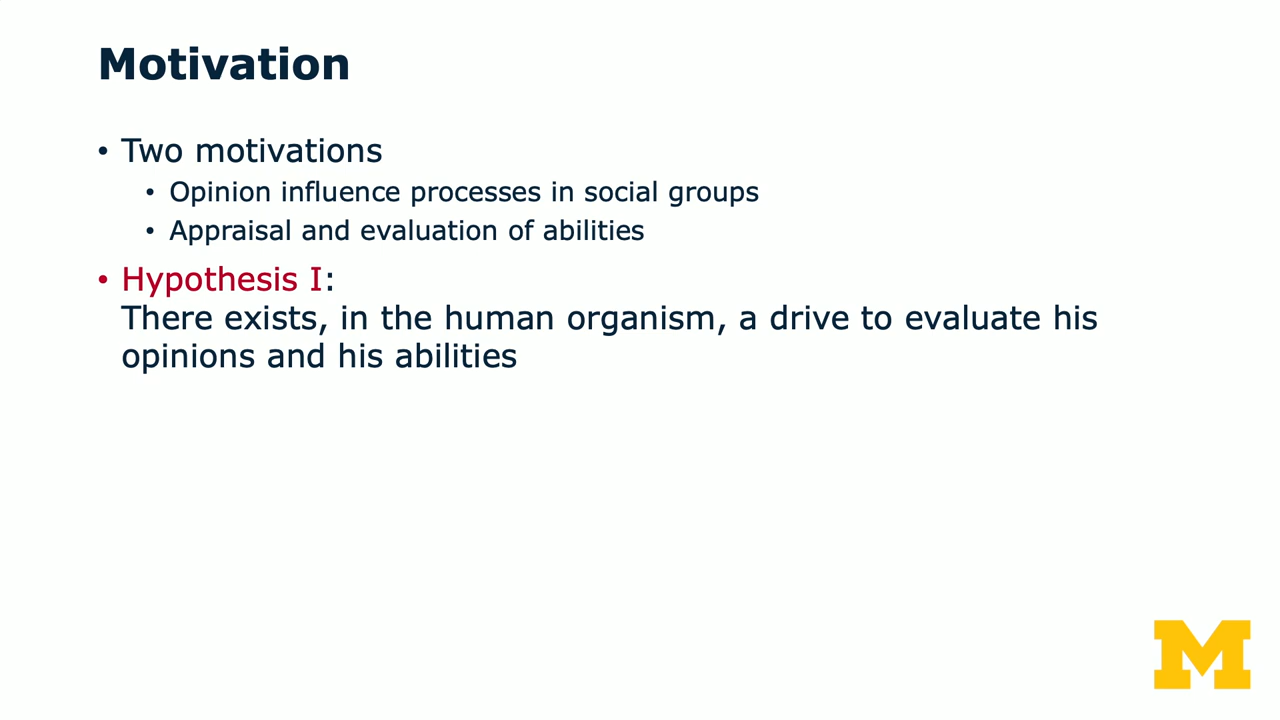 Motivation
• Two motivations
• Opinion influence processes in social groups
• Appraisal and evaluation of abilities
• Hypothesis I:
There exists, in the human organism, a drive to evaluate his
opinions and his abilities
M